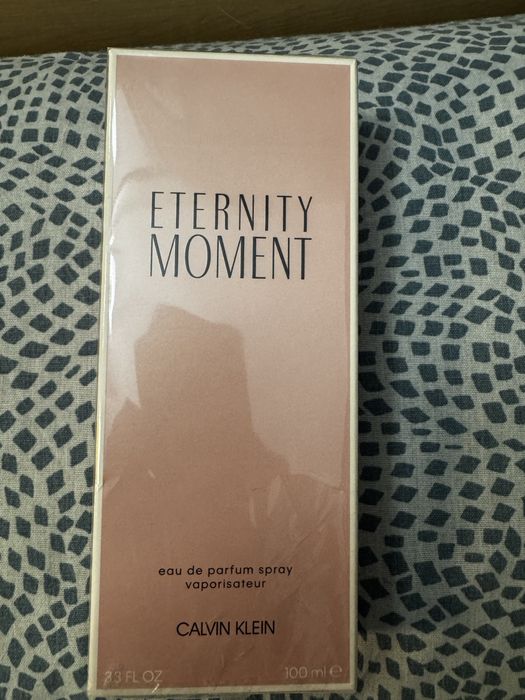 ETERNITY
MOMENT
eau de parfum spray
vaporisateur
CALVIN KLEIN
3.3 FL OZ 100 ml ℮